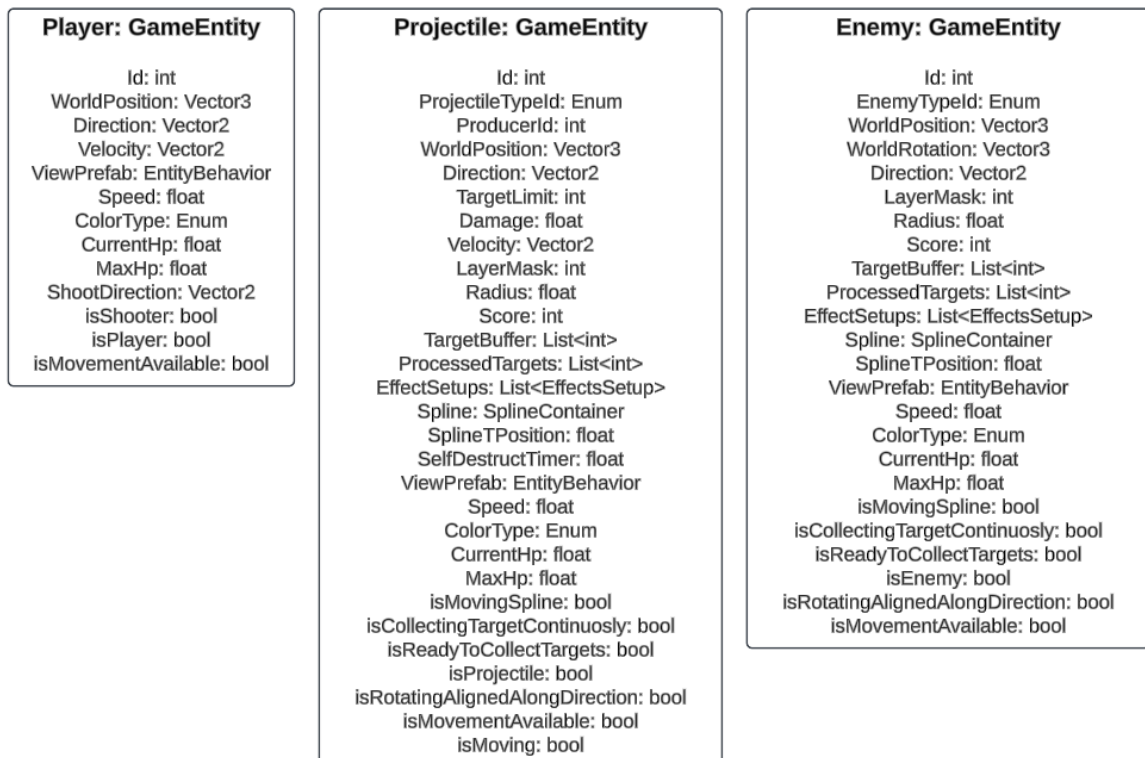 Player: GameEntity
Id: int
WorldPosition: Vector3
Direction: Vector2
Velocity: Vector2
ViewPrefab: EntityBehavior
Speed: float
ColorType: Enum
CurrentHp: float
MaxHp: float
ShootDirection: Vector2
isShooter: bool
isPlayer: bool
isMovementAvailable: bool
Projectile: GameEntity
Id: int
ProjectileTypeId: Enum
ProducerId: int
WorldPosition: Vector3
Direction: Vector2
TargetLimit: int
Damage: float
Velocity: Vector2
LayerMask: int
Radius: float
Score: int
TargetBuffer: List<int>
ProcessedTargets: List<int>
EffectSetups: List<EffectsSetup>
Spline: SplineContainer
SplineTPosition: float
SelfDestructTimer: float
ViewPrefab: EntityBehavior
Speed: float
ColorType: Enum
CurrentHp: float
MaxHp: float
isMovingSpline: bool
isCollectingTargetContinuosly: bool
isReadyToCollectTargets: bool
isProjectile: bool
isRotatingAlignedAlongDirection: bool
isMovementAvailable: bool
isMoving: bool
Enemy: GameEntity
Id: int
EnemyTypeId: Enum
WorldPosition: Vector3
WorldRotation: Vector3
Direction: Vector2
LayerMask: int
Radius: float
Score: int
TargetBuffer: List<int>
ProcessedTargets: List<int>
EffectSetups: List<EffectsSetup>
Spline: SplineContainer
SplineTPosition: float
ViewPrefab: EntityBehavior
Speed: float
ColorType: Enum
CurrentHp: float
MaxHp: float
isMovingSpline: bool
isCollectingTargetContinuosly: bool
isReadyToCollectTargets: bool
isEnemy: bool
isRotatingAlignedAlongDirection: bool
isMovementAvailable: bool